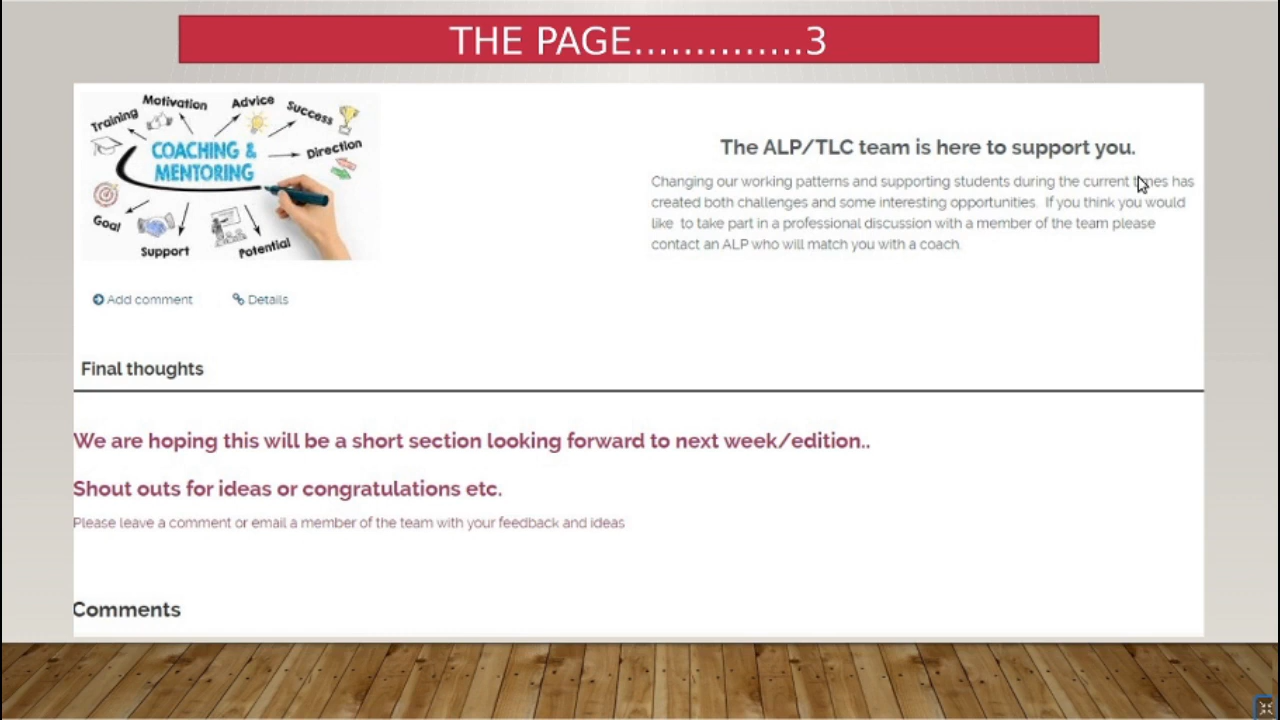 THE PAGE..............3
Training
Motivation
Advice
Success
COACHING &
MENTORING
Direction
Goal
Support
Potential
The ALP/TLC team is here to support you.
Changing our working patterns and supporting students during the current times has
created both challenges and some interesting opportunities. If you think you would
like to take part in a professional discussion with a member of the team please
contact an ALP who will match you with a coach.
Add comment
Details
Final thoughts
We are hoping this will be a short section looking forward to next week/edition..
Shout outs for ideas or congratulations etc.
Please leave a comment or email a member of the team with your feedback and ideas
Comments